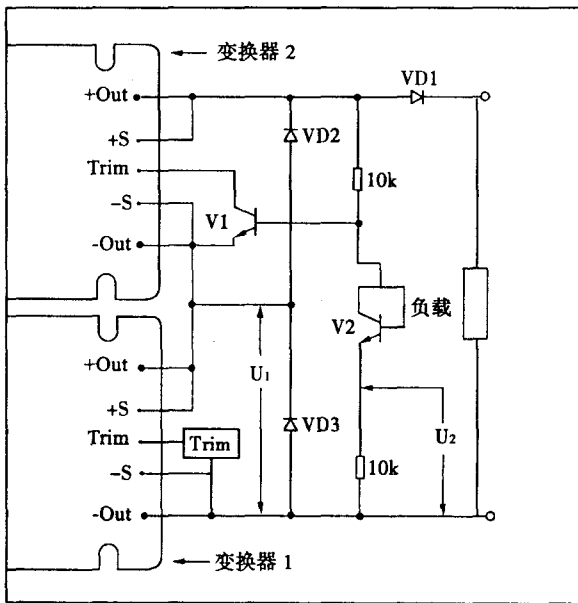 变换器 2
+Out
+S
Trim
-S
-Out
V1
VD1
VD2
10k
负载
V2
U1
U2
VD3
10k
+Out
+S
Trim
Trim
-S
-Out
变换器 1